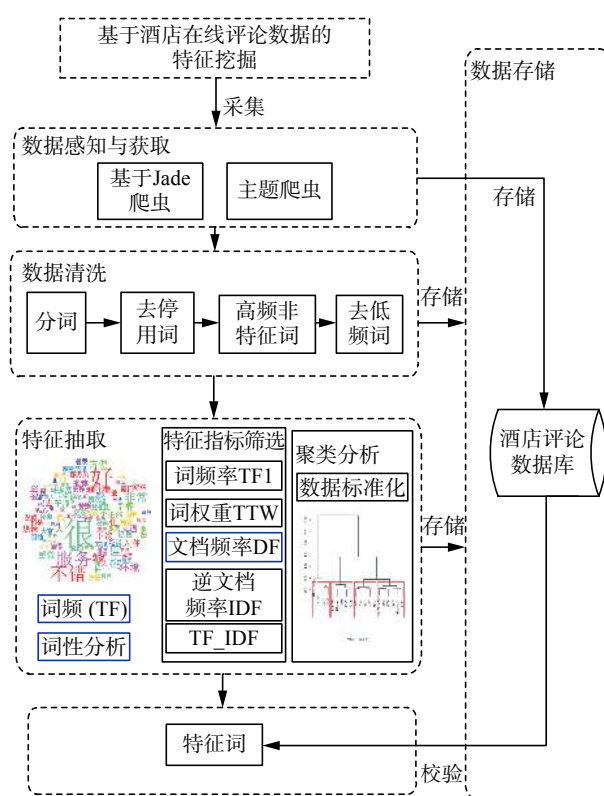 基于酒店在线评论数据的
特征挖掘
数据存储
采集
数据感知与获取
基于Jade
爬虫
主题爬虫
存储
数据清洗
分词
去停
用词
高频非
特征词
去低
频词
存储
特征抽取
很
好
服务
不错
词频 (TF)
词性分析
特征指标筛选
词频率TF1
词权重TTW
文档频率DF
逆文档
频率IDF
TF_IDF
聚类分析
数据标准化
存储
酒店评论
数据库
特征词
校验